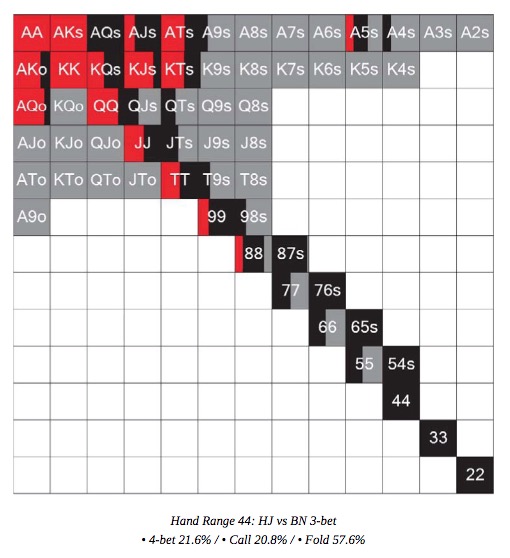 AA AKs AQs AJs ATs A9s A8s A7s A6s A5s A4s A3s A2s
AKo KK KQs KJs KTs K9s K8s K7s K6s K5s K4s
AQo KQo QQ QJs QTs Q9s Q8s
AJo KJo QJo JJ JTs J9s J8s
ATo KTo QTo JTo TT T9s T8s
A9o 99 98s
88 87s
77 76s
66 65s
55 54s
44
33
22
Hand Range 44: HJ vs BN 3-bet
• 4-bet 21.6% / • Call 20.8% / • Fold 57.6%